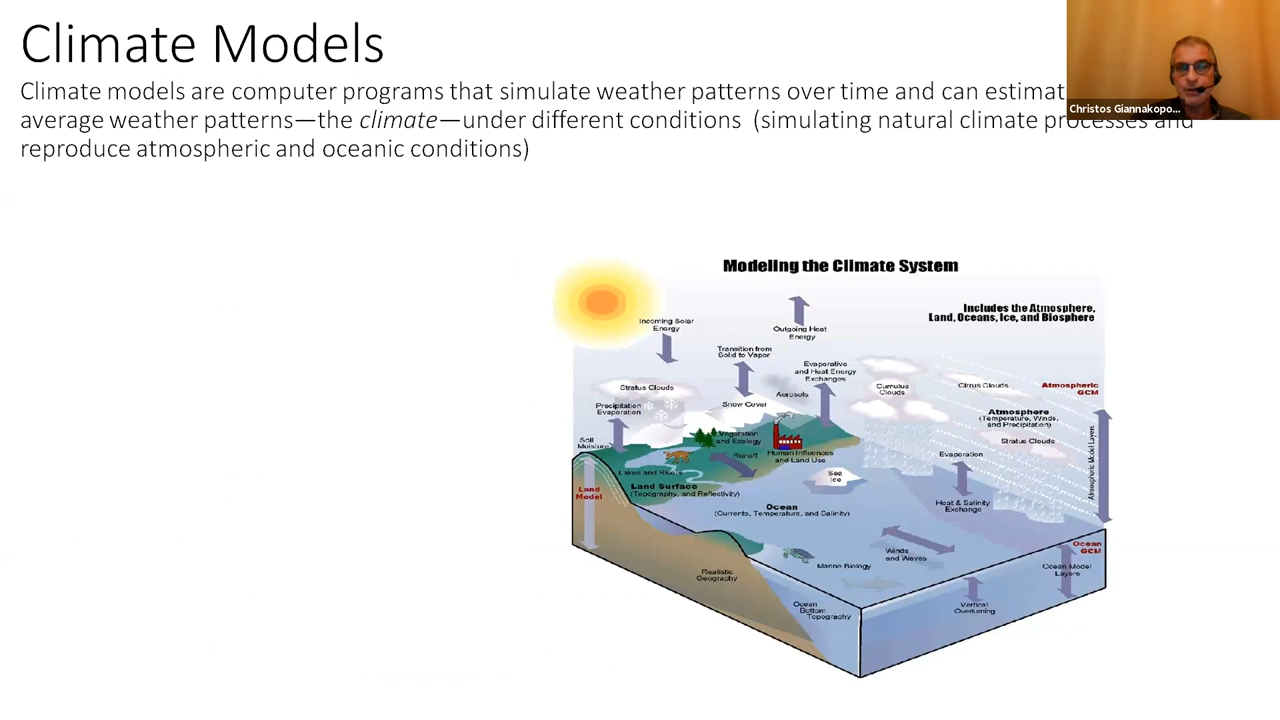 Climate Models
Climate models are computer programs that simulate weather patterns over time and can estimat
average weather patterns—the climate—under different conditions (simulating natural climate processes and
reproduce atmospheric and oceanic conditions)
Christos Giannakopo...
Modeling the Climate System
Includes the Atmosphere,
Land, Oceans, Ice, and Biosphere
Incoming Solar
Energy
Outgoing Heat
Energy
Transition from
Solid to Vapor
Evaporative
and Heat Energy
Exchanges
Stratus Clouds
Cumulus
Clouds
Cirrus Clouds
Atmospheric
GCM
Precipitation
Evaporation
Snow Cover
Aerosols
Atmosphere
(Temperature, Winds,
and Precipitation)
Stratus Clouds
Atmospheric Model Layers
Soil
Moisture
Vegetation
and Ecology
Runoff
Human Influences
and Land Use
Evaporation
Lakes and Rivers
Sea
Ice
Land
Model
Land Surface
(Topography, and Reflectivity)
Ocean
(Currents, Temperature, and Salinity)
Heat & Salinity
Exchange
Winds
and Waves
Ocean
GCM
Ocean Model
Layers
Marine Biology
Realistic
Geography
Ocean
Bottom
Topography
Vertical
Overturning